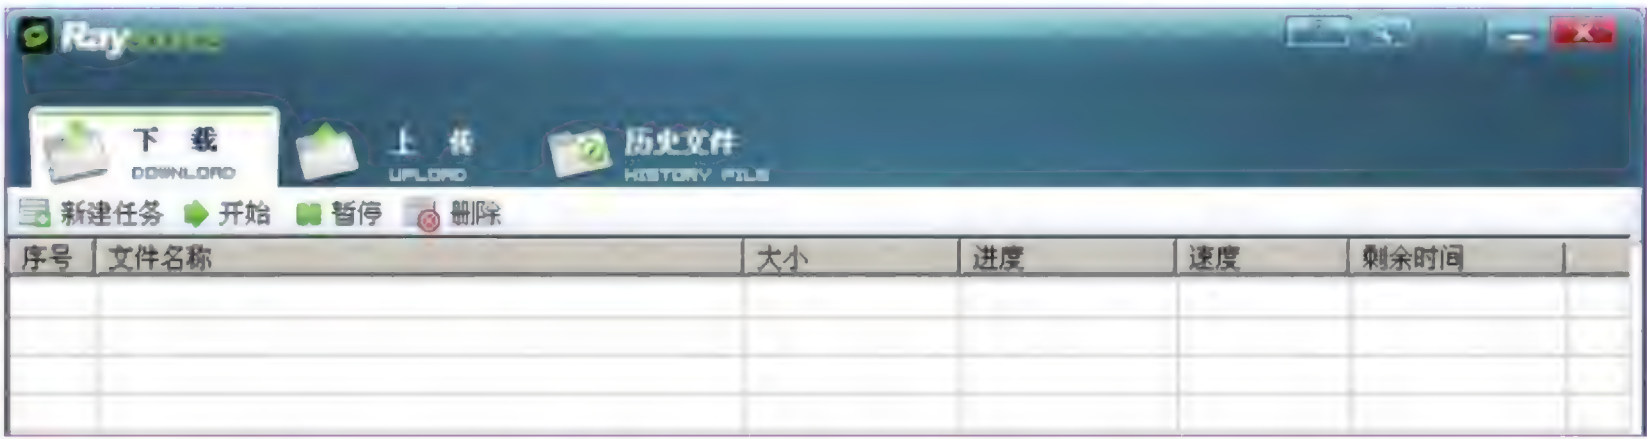 Raysource
下 载 上 传 历史文件
DOWNLOAD UPLOAD HISTORY FILE
新建任务 开始 暂停 删除
序号 文件名称 大小 进度 速度 剩余时间